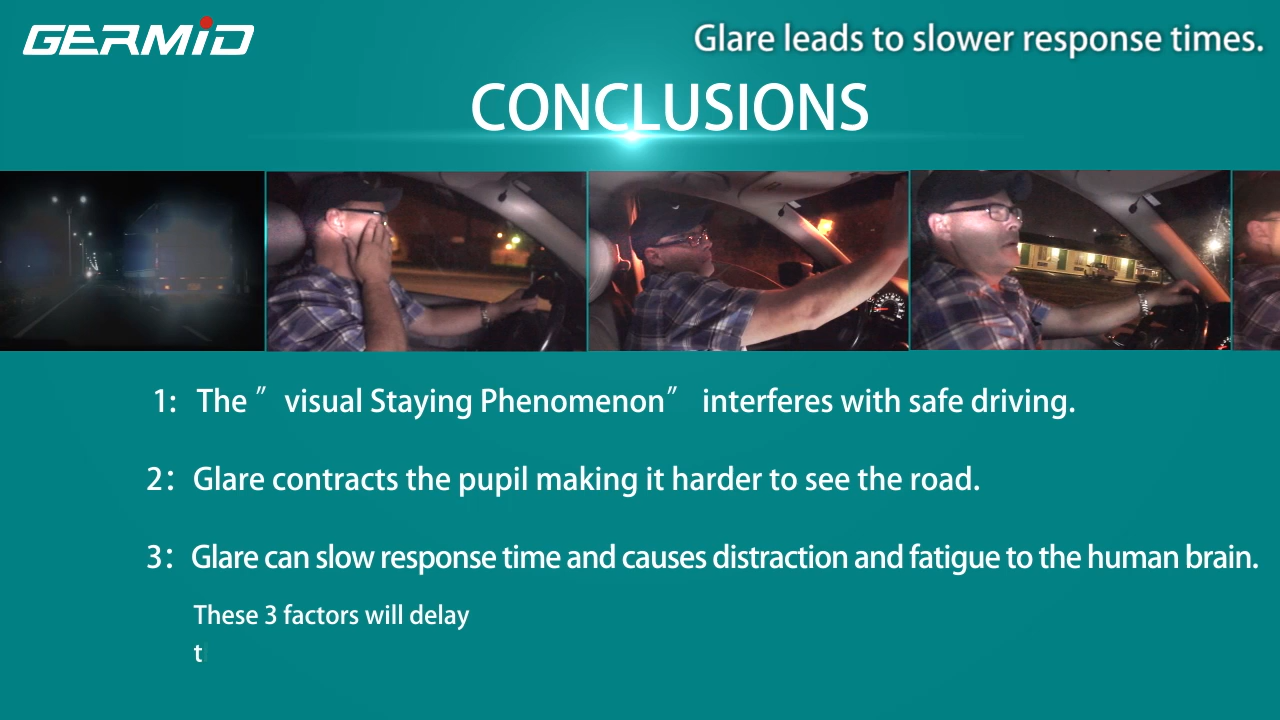 GERMID
Glare leads to slower response times.
CONCLUSIONS
1: The ″visual Staying Phenomenon″ interferes with safe driving.
2: Glare contracts the pupil making it harder to see the road.
3: Glare can slow response time and causes distraction and fatigue to the human brain.
These 3 factors will delay
t